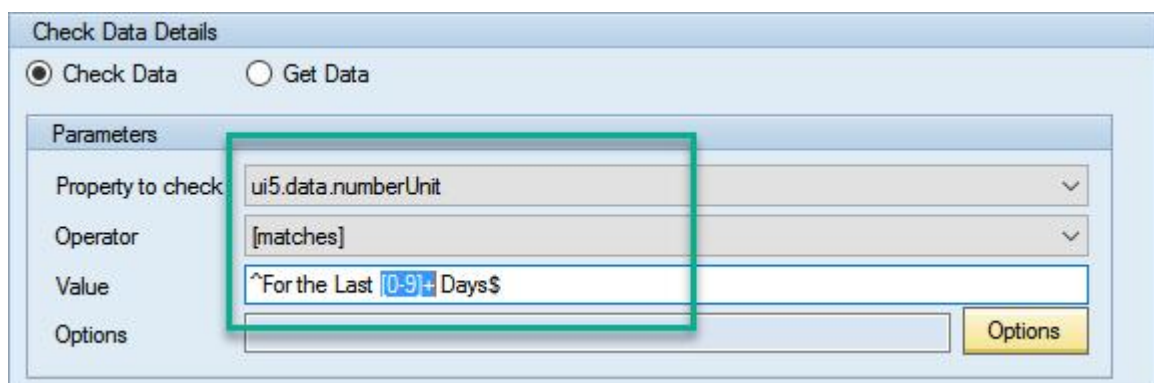 Check Data Details
Check Data Get Data
Parameters
Property to check ui5.data.numberUnit
Operator [matches]
Value ^For the Last [0-9]+ Days$
Options Options